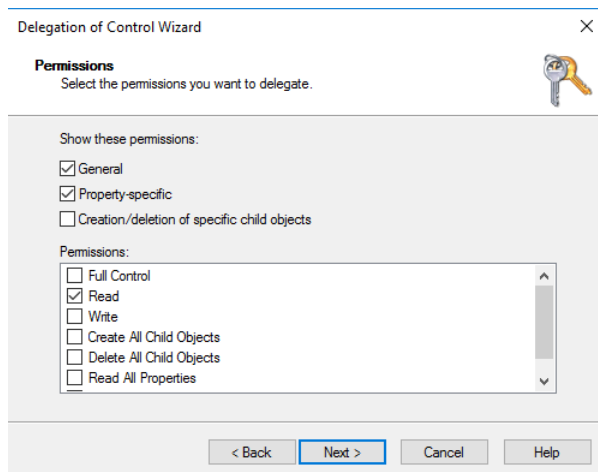 Delegation of Control Wizard
Permissions
Select the permissions you want to delegate.
Show these permissions:
General
Property-specific
Creation/deletion of specific child objects
Permissions:
Full Control
Read
Write
Create All Child Objects
Delete All Child Objects
Read All Properties
< Back Next > Cancel Help